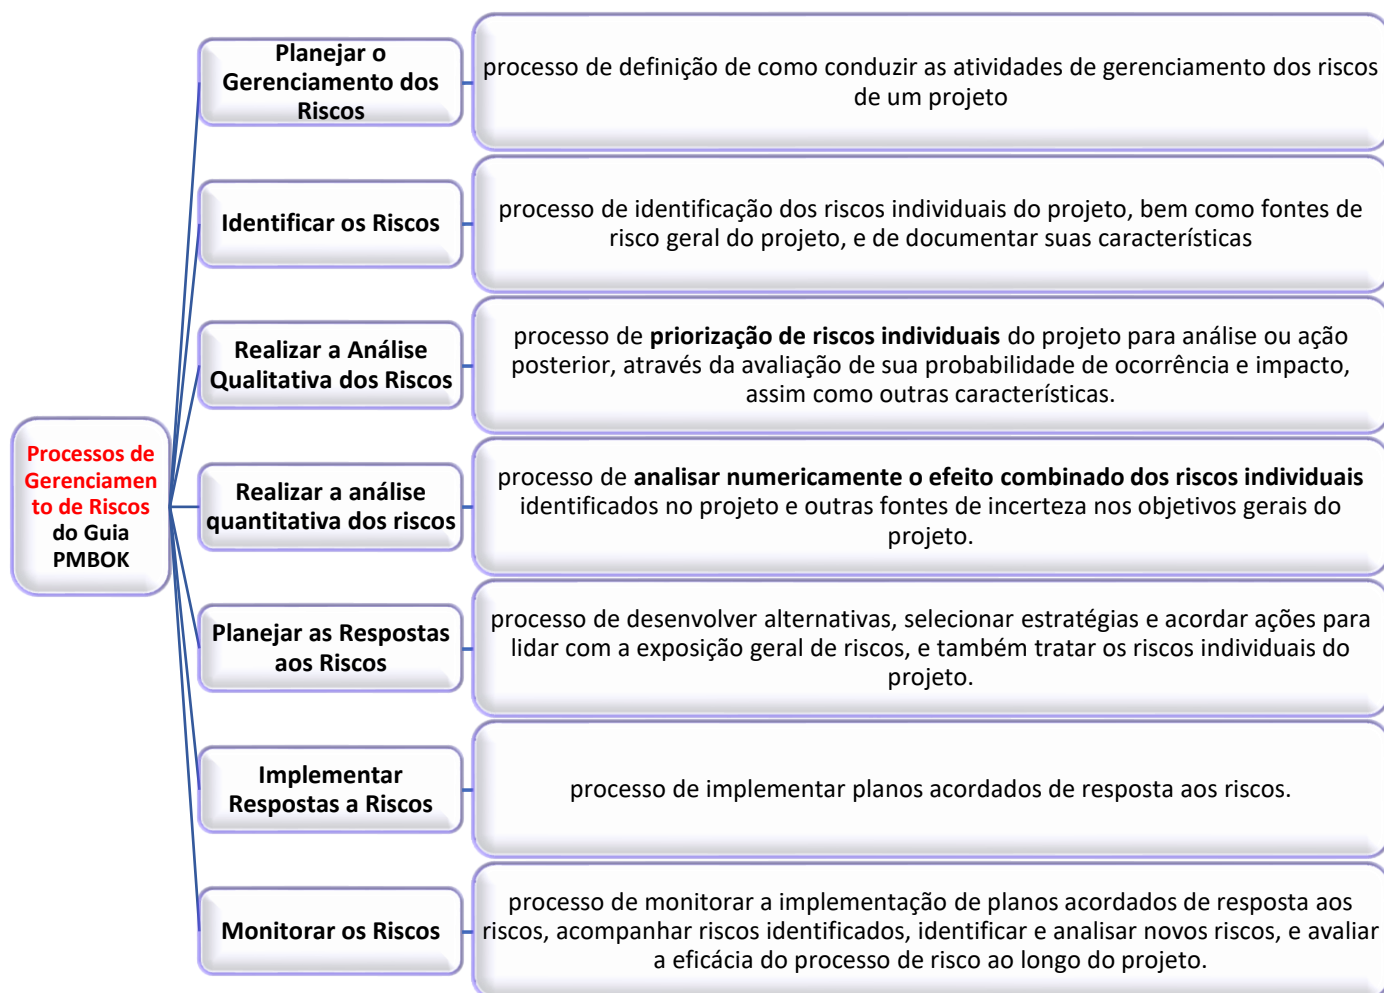 Planejar o
Gerenciamento dos
Riscos
processo de definição de como conduzir as atividades de gerenciamento dos riscos
de um projeto
Identificar os Riscos
processo de identificação dos riscos individuais do projeto, bem como fontes de
risco geral do projeto, e de documentar suas características
Realizar a Análise
Qualitativa dos Riscos
processo de priorização de riscos individuais do projeto para análise ou ação
posterior, através da avaliação de sua probabilidade de ocorrência e impacto,
assim como outras características.
Processos de
Gerenciamen
to de Riscos
do Guia
PMBOK
Realizar a análise
quantitativa dos riscos
processo de analisar numericamente o efeito combinado dos riscos individuais
identificados no projeto e outras fontes de incerteza nos objetivos gerais do
projeto.
Planejar as Respostas
aos Riscos
processo de desenvolver alternativas, selecionar estratégias e acordar ações para
lidar com a exposição geral de riscos, e também tratar os riscos individuais do
projeto.
Implementar
Respostas a Riscos
processo de implementar planos acordados de resposta aos riscos.
Monitorar os Riscos
processo de monitorar a implementação de planos acordados de resposta aos
riscos, acompanhar riscos identificados, identificar e analisar novos riscos, e avaliar
a eficácia do processo de risco ao longo do projeto.